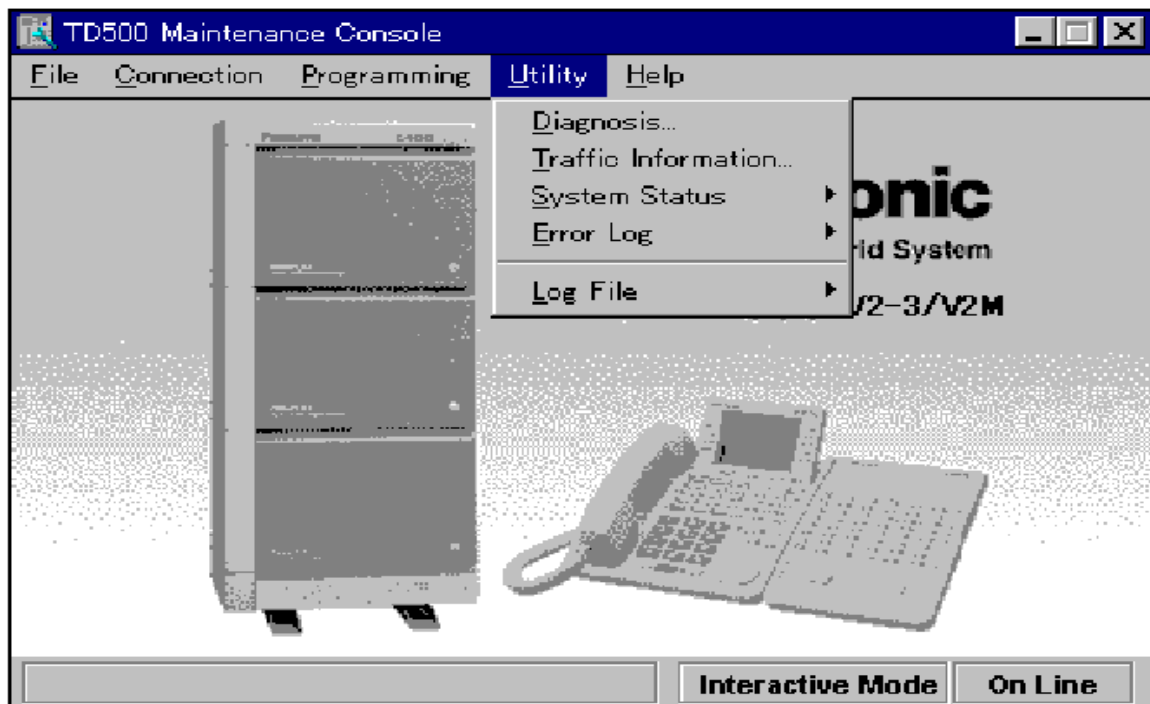 TD500 Maintenance Console
File Connection Programming Utility Help
Diagnosis...
Traffic Information...
System Status
Error Log
Log File
onic
rid System
V2-3/V2M
Interactive Mode
On Line